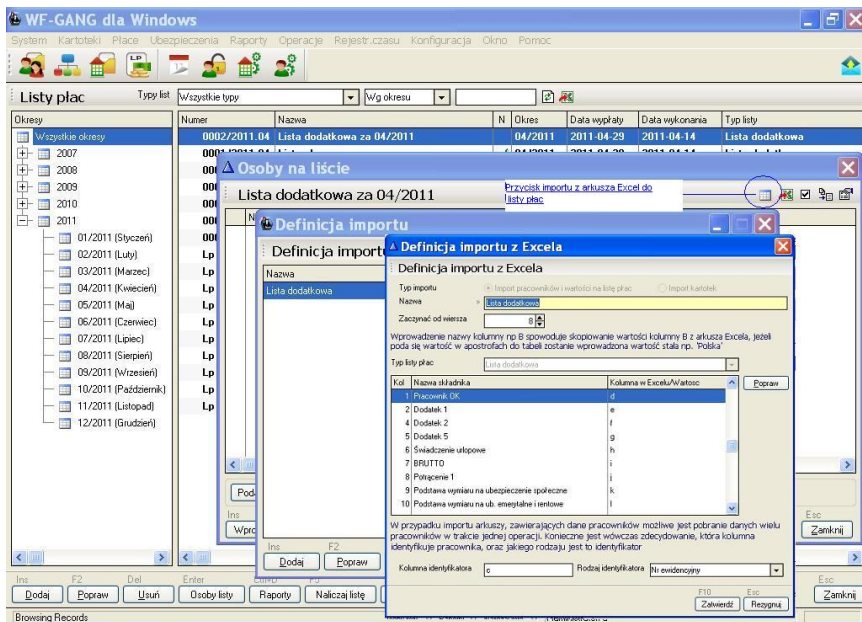 WF-GANG dla Windows
System Kartoteki Płace Ubezpieczenia Raporty Operacje Rejestr.czasu Konfiguracja Okno Pomoc
Listy płac Typy list Wszystkie typy Wg okresu
Okresy Numer Nazwa N Okres Data wypłaty Data wykonania Typ listy
Wszystkie okresy 0002/2011.04 Lista dodatkowa za 04/2011 04/2011 2011-04-29 2011-04-14 Lista dodatkowa
2007
2008
2009
2010
2011
01/2011 (Styczeń)
02/2011 (Luty)
03/2011 (Marzec)
04/2011 (Kwiecień)
05/2011 (Maj)
06/2011 (Czerwiec)
07/2011 (Lipiec)
08/2011 (Sierpień)
09/2011 (Wrzesień)
10/2011 (Październik)
11/2011 (Listopad)
12/2011 (Grudzień)
Lp
Lp
Lp
Lp
Lp
Lp
Lp
Lp
Lp
Lp
Osoby na liście
Lista dodatkowa za 04/2011
Przycisk importu z arkusza Excel do
listy płac
Definicja importu
Nazwa
Lista dodatkowa
Ins F2
Dodaj Popraw
Definicja importu z Excela
Definicja importu z Excela
Typ importu Import pracowników i wartości na listę płac Import kartotek
Nazwa Lista dodatkowa
Zaczynać od wiersza 8
Wprowadzenie nazwy kolumny np B spowoduje skopiowanie wartości kolumny B z arkusza Excela, jeżeli
poda się wartość w apostrofach do tabeli zostanie wprowadzona wartość stała np. 'Polska'
Typ listy płac Lista dodatkowa
Kol Nazwa składnika Kolumna w Excelu/Wartosc Popraw
1 Pracownik DK d
2 Dodatek 1 e
4 Dodatek 2 f
5 Dodatek 5 g
6 Świadczenie urlopowe h
7 BRUTTO i
8 Potrącenie 1 j
9 Podstawa wymiaru na ubezpieczenie społeczne k
10 Podstawa wymiaru na ub. emerytalne i rentowe l
W przypadku importu arkuszy, zawierających dane pracowników możliwe jest pobranie danych wielu
pracowników w trakcie jednej operacji. Konieczne jest wówczas zdecydowanie, która kolumna
identyfikuje pracownika, oraz jakiego rodzaju jest to identyfikator
Kolumna identyfikatora c Rodzaj identyfikatora Nr ewidencyjny
F10 Esc
Zatwierdź Rezygnuj
Ins
Esc
Zamknij
Ins F2 Del Enter Esc
Dodaj Popraw Usuń Osoby listy Raporty Naliczaj listę Zamknij
Browsing Records